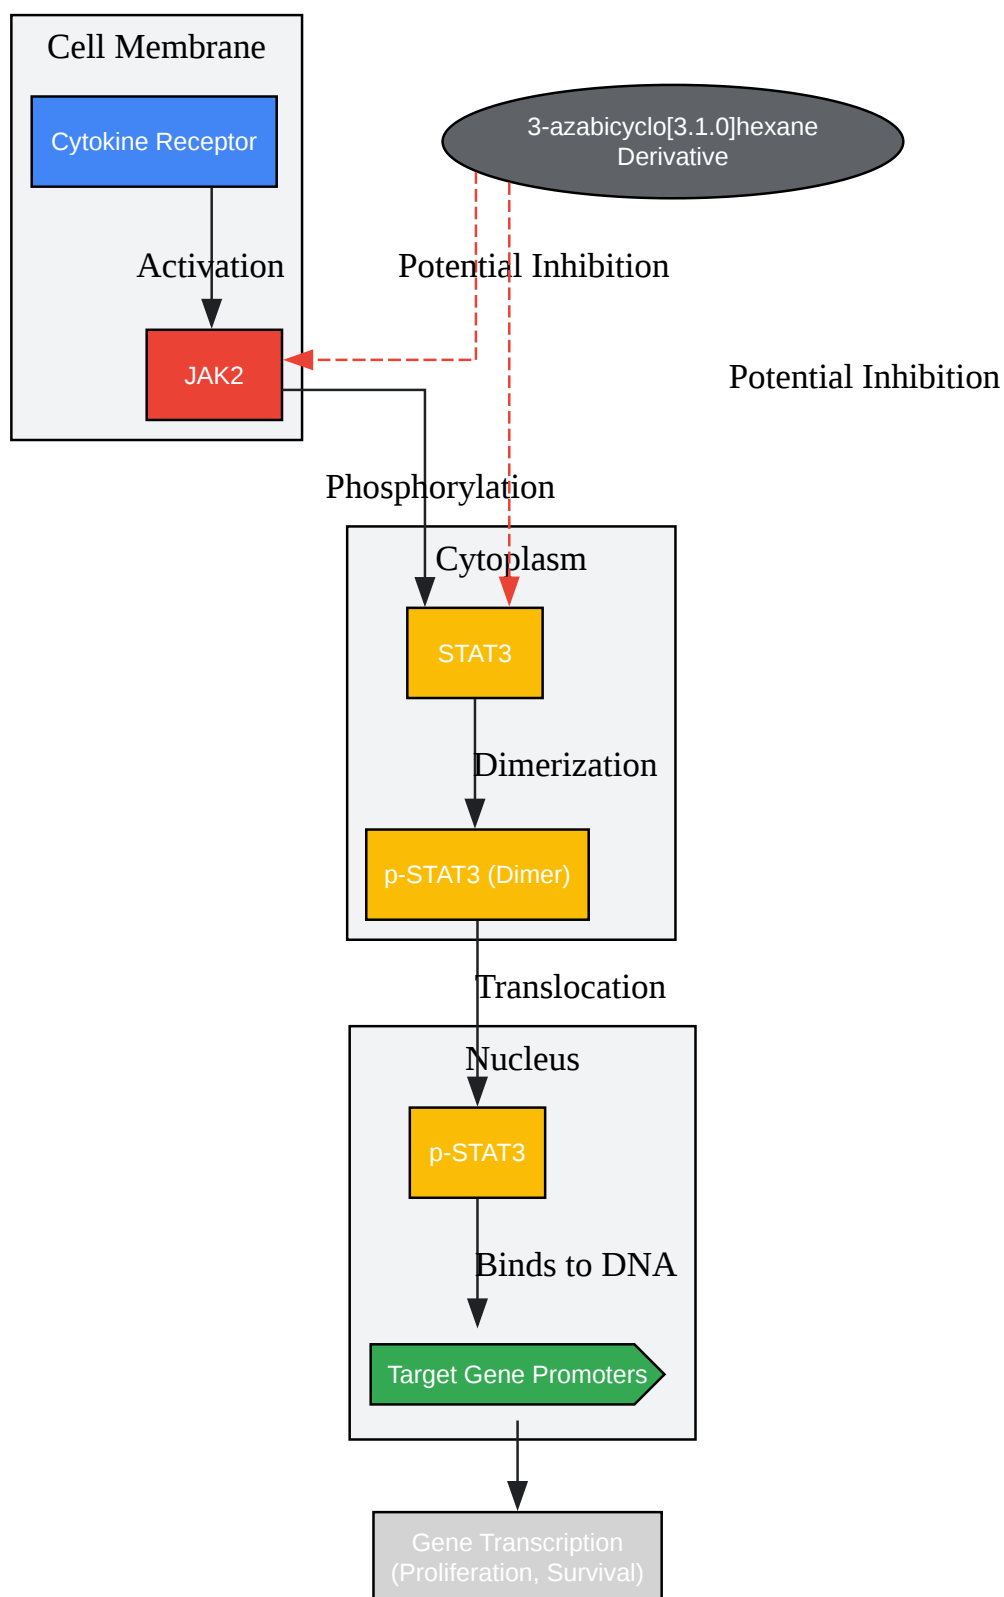 Cell Membrane
Cytokine Receptor
3-azabicyclo[3.1.0]hexane
Derivative
Activation
Potential Inhibition
JAK2
Potential Inhibition
Phosphorylation
Cytoplasm
STAT3
Dimerization
p-STAT3 (Dimer)
Translocation
Nucleus
p-STAT3
Binds to DNA
Target Gene Promoters
Gene Transcription
(Proliferation, Survival)